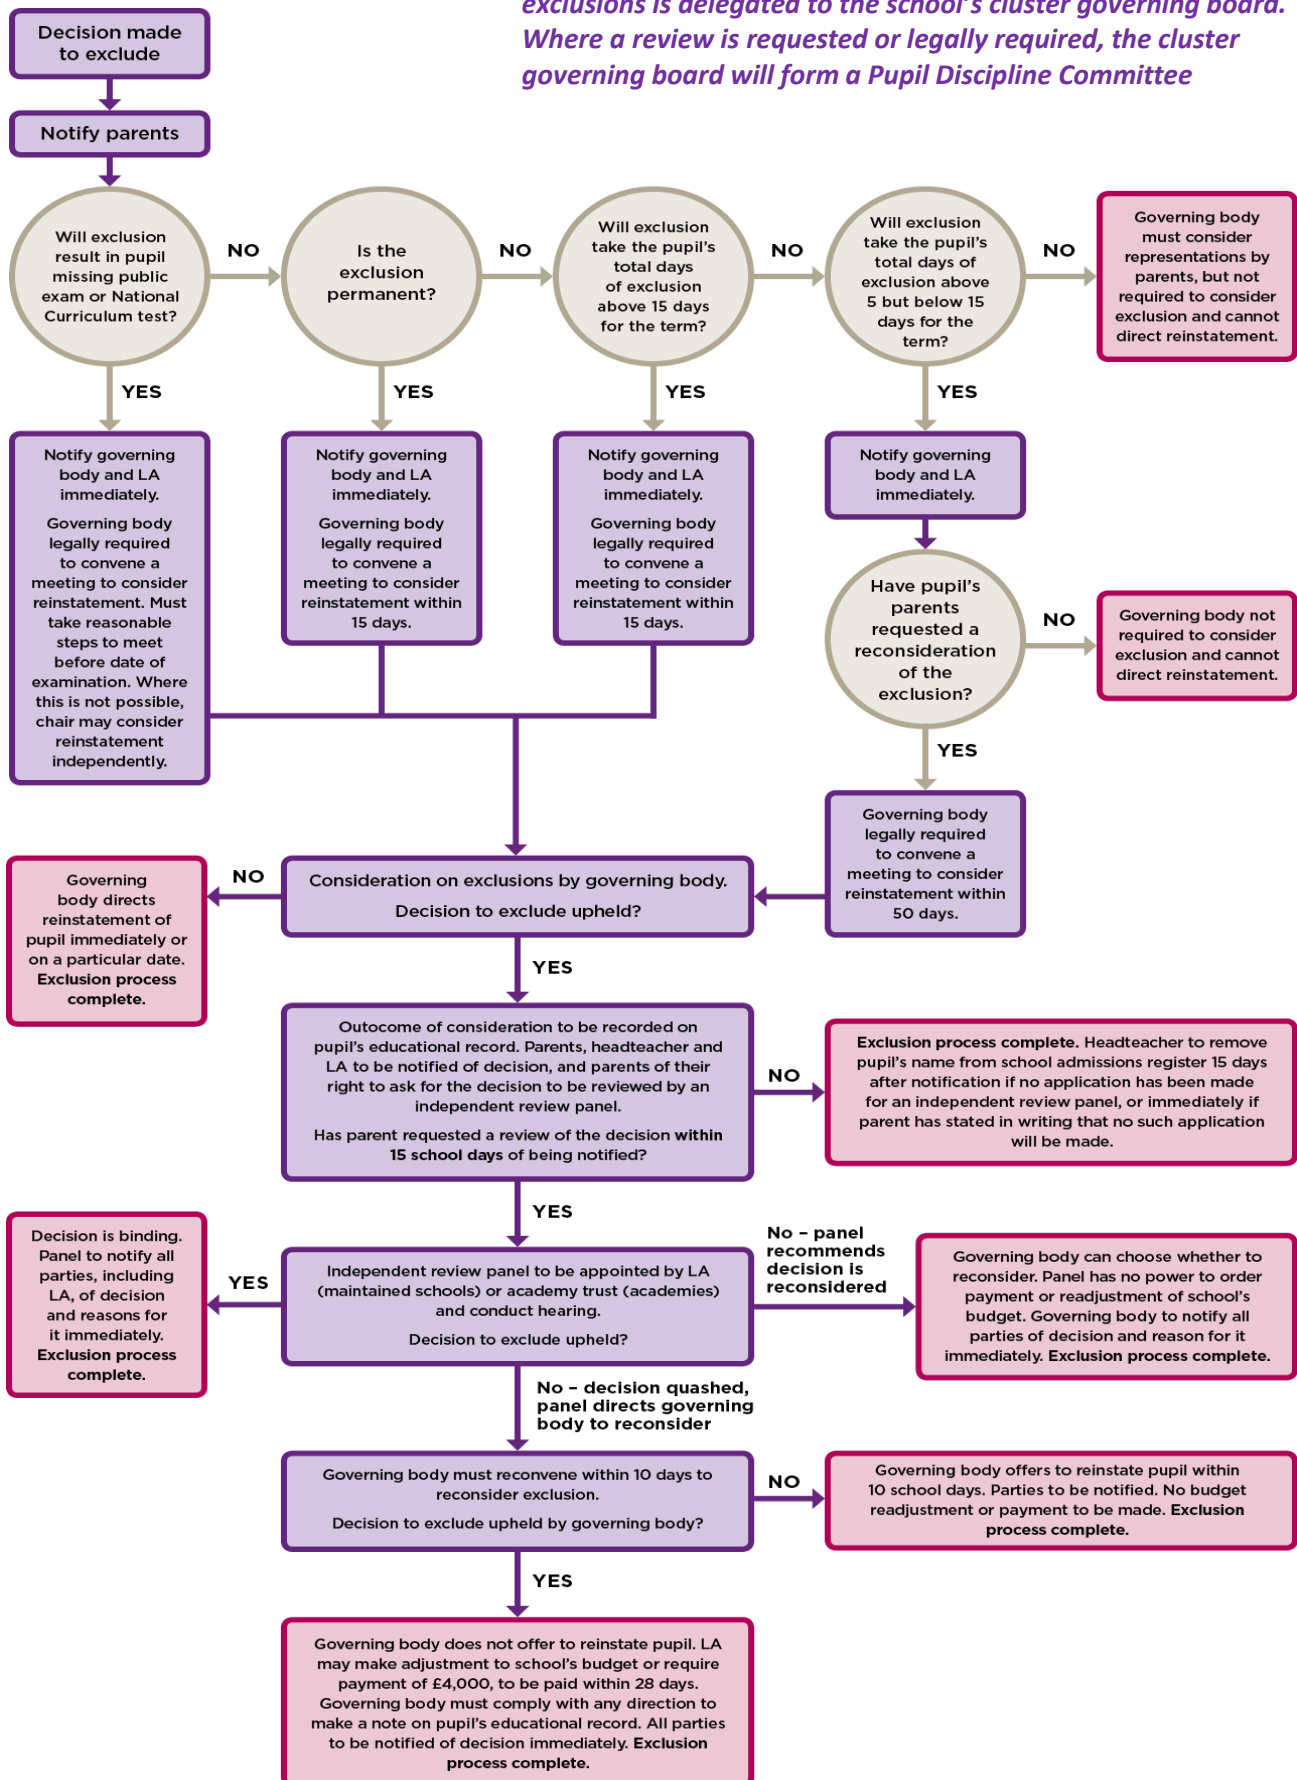 exclusions is delegated to the school's cluster governing board.
Where a review is requested or legally required, the cluster
governing board will form a Pupil Discipline Committee
Decision made
to exclude
Notify parents
Will exclusion
result in pupil
missing public
exam or National
Curriculum test?
NO
Is the
exclusion
permanent?
NO
Will exclusion
take the pupil's
total days
of exclusion
above 15 days
for the term?
NO
Will exclusion
take the pupil's
total days of
exclusion above
5 but below 15
days for the
term?
NO
Governing body
must consider
representations by
parents, but not
required to consider
exclusion and cannot
direct reinstatement.
YES
YES
YES
YES
Notify governing
body and LA
immediately.
Governing body
legally required
to convene a
meeting to consider
reinstatement. Must
take reasonable
steps to meet
before date of
examination. Where
this is not possible,
chair may consider
reinstatement
independently.
Notify governing
body and LA
immediately.
Governing body
legally required
to convene a
meeting to consider
reinstatement within
15 days.
Notify governing
body and LA
immediately.
Governing body
legally required
to convene a
meeting to consider
reinstatement within
15 days.
Notify governing
body and LA
immediately.
Have pupil's
parents
requested a
reconsideration
of the
exclusion?
NO
Governing body not
required to consider
exclusion and cannot
direct reinstatement.
YES
Governing body
legally required
to convene a
meeting to consider
reinstatement within
50 days.
Consideration on exclusions by governing body.
Decision to exclude upheld?
NO
Governing
body directs
reinstatement of
pupil immediately or
on a particular date.
Exclusion process
complete.
YES
Outocome of consideration to be recorded on
pupil's educational record. Parents, headteacher and
LA to be notified of decision, and parents of their
right to ask for the decision to be reviewed by an
independent review panel.
Has parent requested a review of the decision within
15 school days of being notified?
NO
Exclusion process complete. Headteacher to remove
pupil's name from school admissions register 15 days
after notification if no application has been made
for an independent review panel, or immediately if
parent has stated in writing that no such application
will be made.
YES
Independent review panel to be appointed by LA
(maintained schools) or academy trust (academies)
and conduct hearing.
Decision to exclude upheld?
YES
Decision is binding.
Panel to notify all
parties, including
LA, of decision
and reasons for
it immediately.
Exclusion process
complete.
No – panel
recommends
decision is
reconsidered
Governing body can choose whether to
reconsider. Panel has no power to order
payment or readjustment of school's
budget. Governing body to notify all
parties of decision and reason for it
immediately. Exclusion process complete.
No – decision quashed,
panel directs governing
body to reconsider
Governing body must reconvene within 10 days to
reconsider exclusion.
Decision to exclude upheld by governing body?
NO
Governing body offers to reinstate pupil within
10 school days. Parties to be notified. No budget
readjustment or payment to be made. Exclusion
process complete.
YES
Governing body does not offer to reinstate pupil. LA
may make adjustment to school's budget or require
payment of £4,000, to be paid within 28 days.
Governing body must comply with any direction to
make a note on pupil's educational record. All parties
to be notified of decision immediately. Exclusion
process complete.